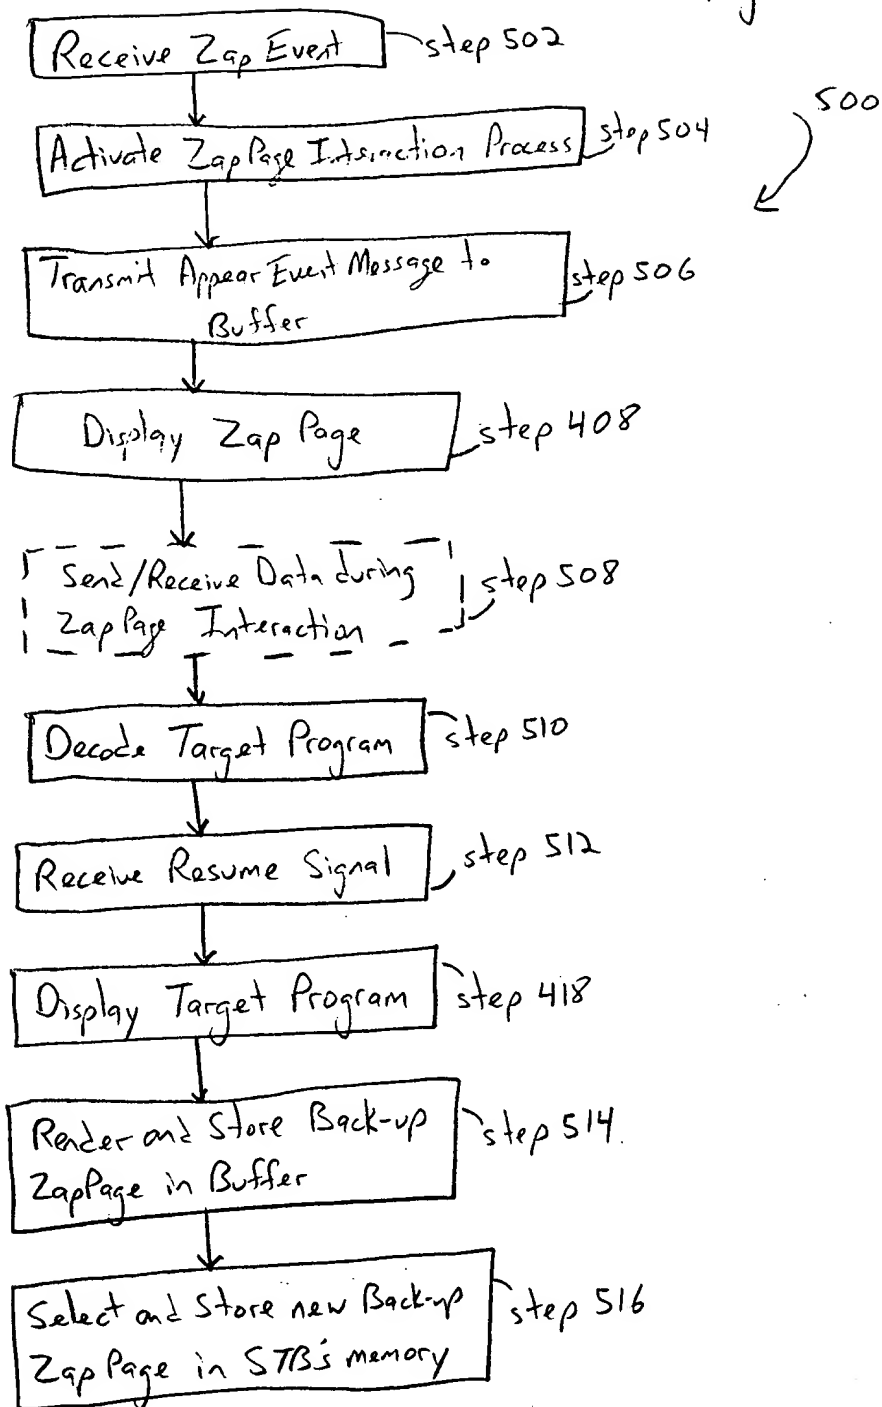 Receive Zap Event
step 502
500
Activate ZapPage Interaction Process
step 504
Transmit Appear Event Message to
Buffer
step 506
Display Zap Page
step 408
Send/Receive Data during
ZapPage Interaction
step 508
Decode Target Program
step 510
Receive Resume Signal
step 512
Display Target Program
step 418
Render and Store Back-up
ZapPage in Buffer
step 514.
Select and Store new Back-up
ZapPage in STB's memory
step 516